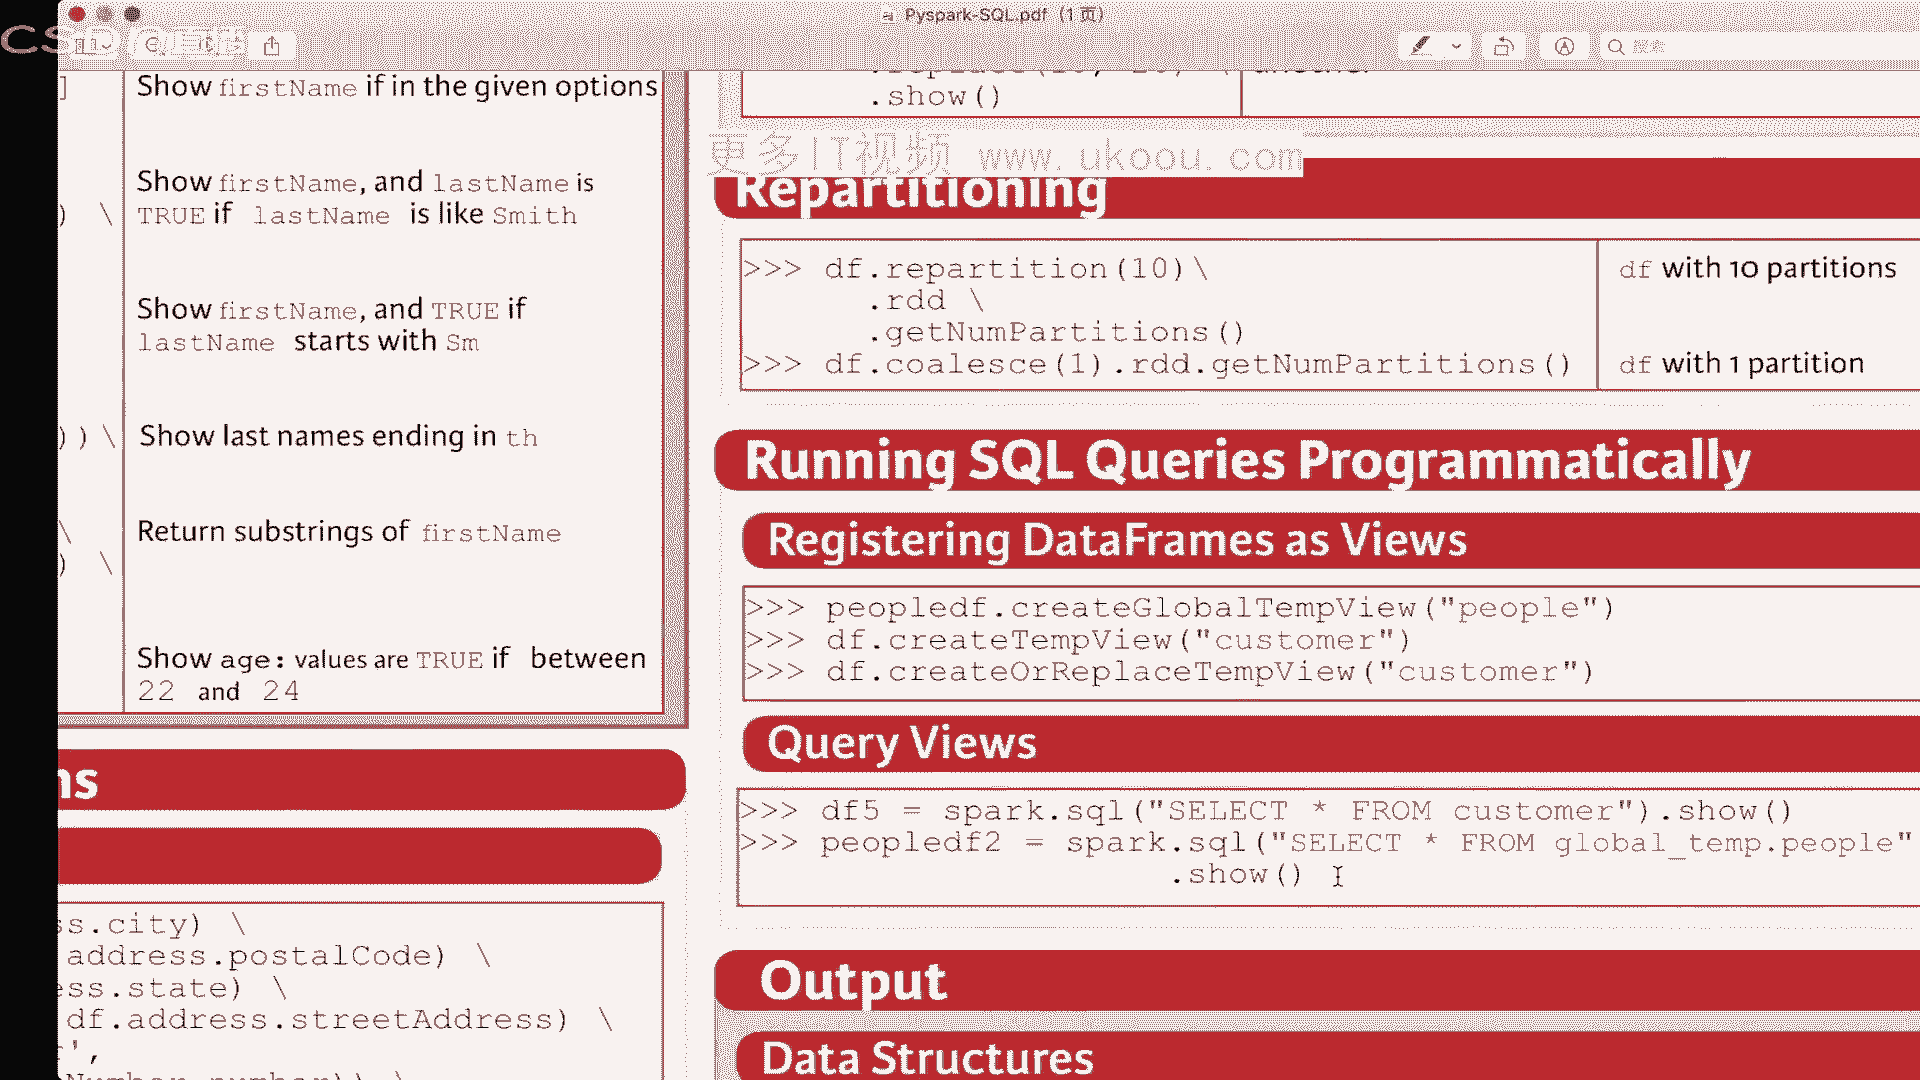 Pyspark-SQL.pdf (1 页)
搜索
] Show firstName if in the given options
Show firstName, and lastName is
) \ TRUE if lastName is like Smith
Show firstName, and TRUE if
lastName starts with Sm
))\ Show last names ending in th
\ Return substrings of firstName
) \
Show age: values are TRUE if between
22 and 24
ns
ss.city) \
address.postalCode) \
ess.state) \
df.address.streetAddress) \
r',
.show()
更多IT视频 www.ukoou.com
Repartitioning
>>> df.repartition(10)\ df with 10 partitions
.rdd \
.getNumPartitions()
>>> df.coalesce(1).rdd.getNumPartitions() df with 1 partition
Running SQL Queries Programmatically
Registering DataFrames as Views
>>> peopledf.createGlobalTempView("people")
>>> df.createTempView("customer")
>>> df.createOrReplaceTempView("customer")
Query Views
>>> df5 = spark.sql("SELECT * FROM customer").show()
>>> peopledf2 = spark.sql("SELECT * FROM global_temp.people"
.show()
Output
Data Structures